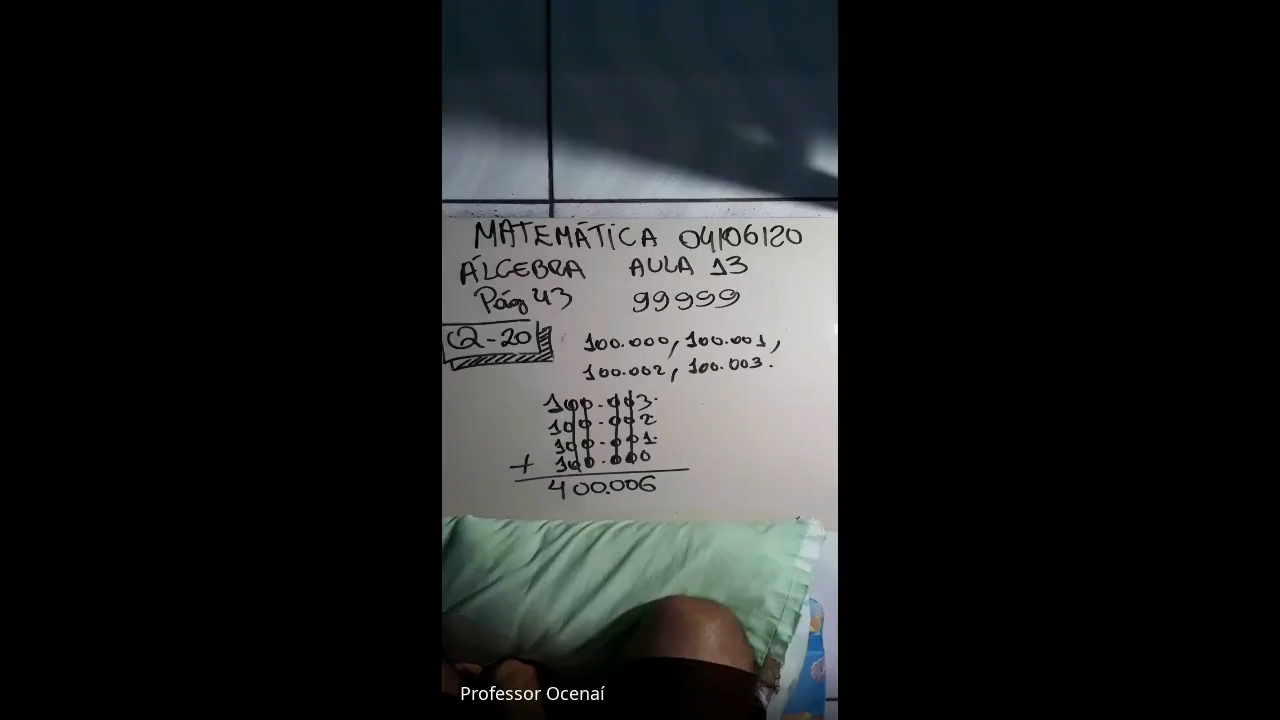 MATEMÁTICA 04/06/20
ÁLGEBRA AULA 13
Pág 43 99999
Q-20 100.000, 100.001,
100.002, 100.003.
100.003.
100.002
100.001.
+ 100.000
400.006
Professor Ocenaí